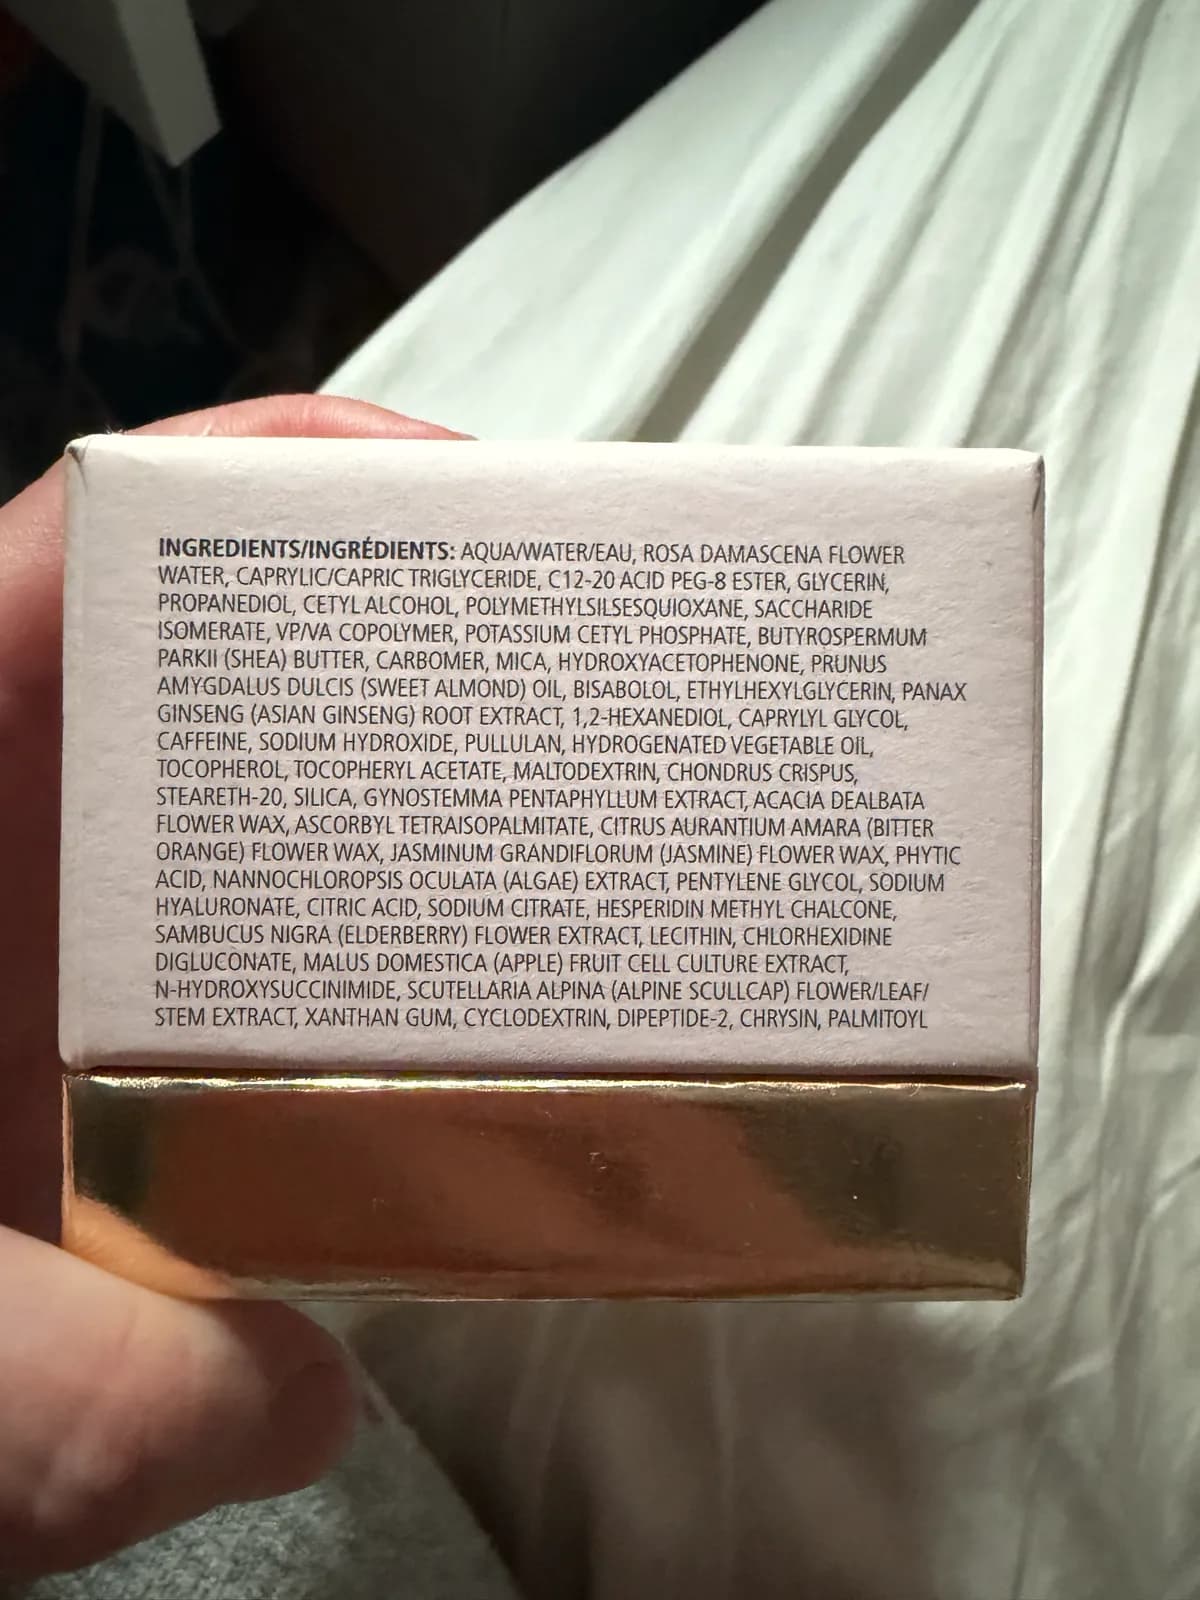 INGREDIENTS/INGRÉDIENTS: AQUA/WATER/EAU, ROSA DAMASCENA FLOWER
WATER, CAPRYLIC/CAPRIC TRIGLYCERIDE, C12-20 ACID PEG-8 ESTER, GLYCERIN,
PROPANEDIOL, CETYL ALCOHOL, POLYMETHYLSILSESQUIOXANE, SACCHARIDE
ISOMERATE, VP/VA COPOLYMER, POTASSIUM CETYL PHOSPHATE, BUTYROSPERMUM
PARKII (SHEA) BUTTER, CARBOMER, MICA, HYDROXYACETOPHENONE, PRUNUS
AMYGDALUS DULCIS (SWEET ALMOND) OIL, BISABOLOL, ETHYLHEXYLGLYCERIN, PANAX
GINSENG (ASIAN GINSENG) ROOT EXTRACT, 1,2-HEXANEDIOL, CAPRYLYL GLYCOL,
CAFFEINE, SODIUM HYDROXIDE, PULLULAN, HYDROGENATED VEGETABLE OIL,
TOCOPHEROL, TOCOPHERYL ACETATE, MALTODEXTRIN, CHONDRUS CRISPUS,
STEARETH-20, SILICA, GYNOSTEMMA PENTAPHYLLUM EXTRACT, ACACIA DEALBATA
FLOWER WAX, ASCORBYL TETRAISOPALMITATE, CITRUS AURANTIUM AMARA (BITTER
ORANGE) FLOWER WAX, JASMINUM GRANDIFLORUM (JASMINE) FLOWER WAX, PHYTIC
ACID, NANNOCHLOROPSIS OCULATA (ALGAE) EXTRACT, PENTYLENE GLYCOL, SODIUM
HYALURONATE, CITRIC ACID, SODIUM CITRATE, HESPERIDIN METHYL CHALCONE,
SAMBUCUS NIGRA (ELDERBERRY) FLOWER EXTRACT, LECITHIN, CHLORHEXIDINE
DIGLUCONATE, MALUS DOMESTICA (APPLE) FRUIT CELL CULTURE EXTRACT,
N-HYDROXYSUCCINIMIDE, SCUTELLARIA ALPINA (ALPINE SCULLCAP) FLOWER/LEAF/
STEM EXTRACT, XANTHAN GUM, CYCLODEXTRIN, DIPEPTIDE-2, CHRYSIN, PALMITOYL